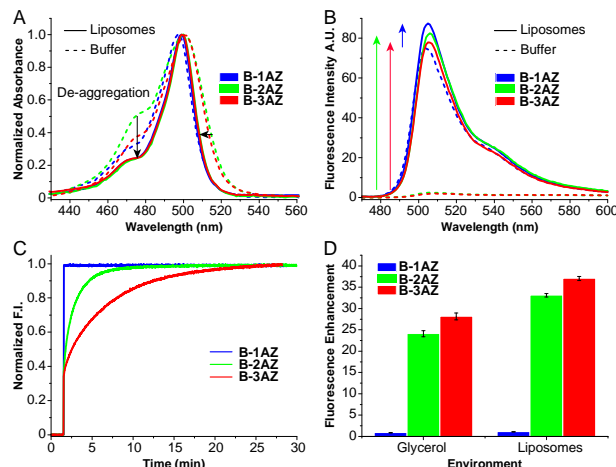 A
Normalized Absorbance
1.0
0.8
0.6
0.4
0.2
0.0
Liposomes
Buffer
De-aggregation
B-1AZ
B-2AZ
B-3AZ
440 460 480 500 520 540 560
Wavelength (nm)
B
Fluorescence Intensity A.U.
80
60
40
20
0
Liposomes
Buffer
B-1AZ
B-2AZ
B-3AZ
480 500 520 540 560 580 600
Wavelength (nm)
C
Normalized F.I.
1.0
0.8
0.6
0.4
0.2
0.0
B-1AZ
B-2AZ
B-3AZ
0 5 10 15 20 25 30
Time (min)
D
Fluorescence Enhancement
40
35
30
25
20
15
10
5
0
B-1AZ
B-2AZ
B-3AZ
Glycerol Liposomes
Environment